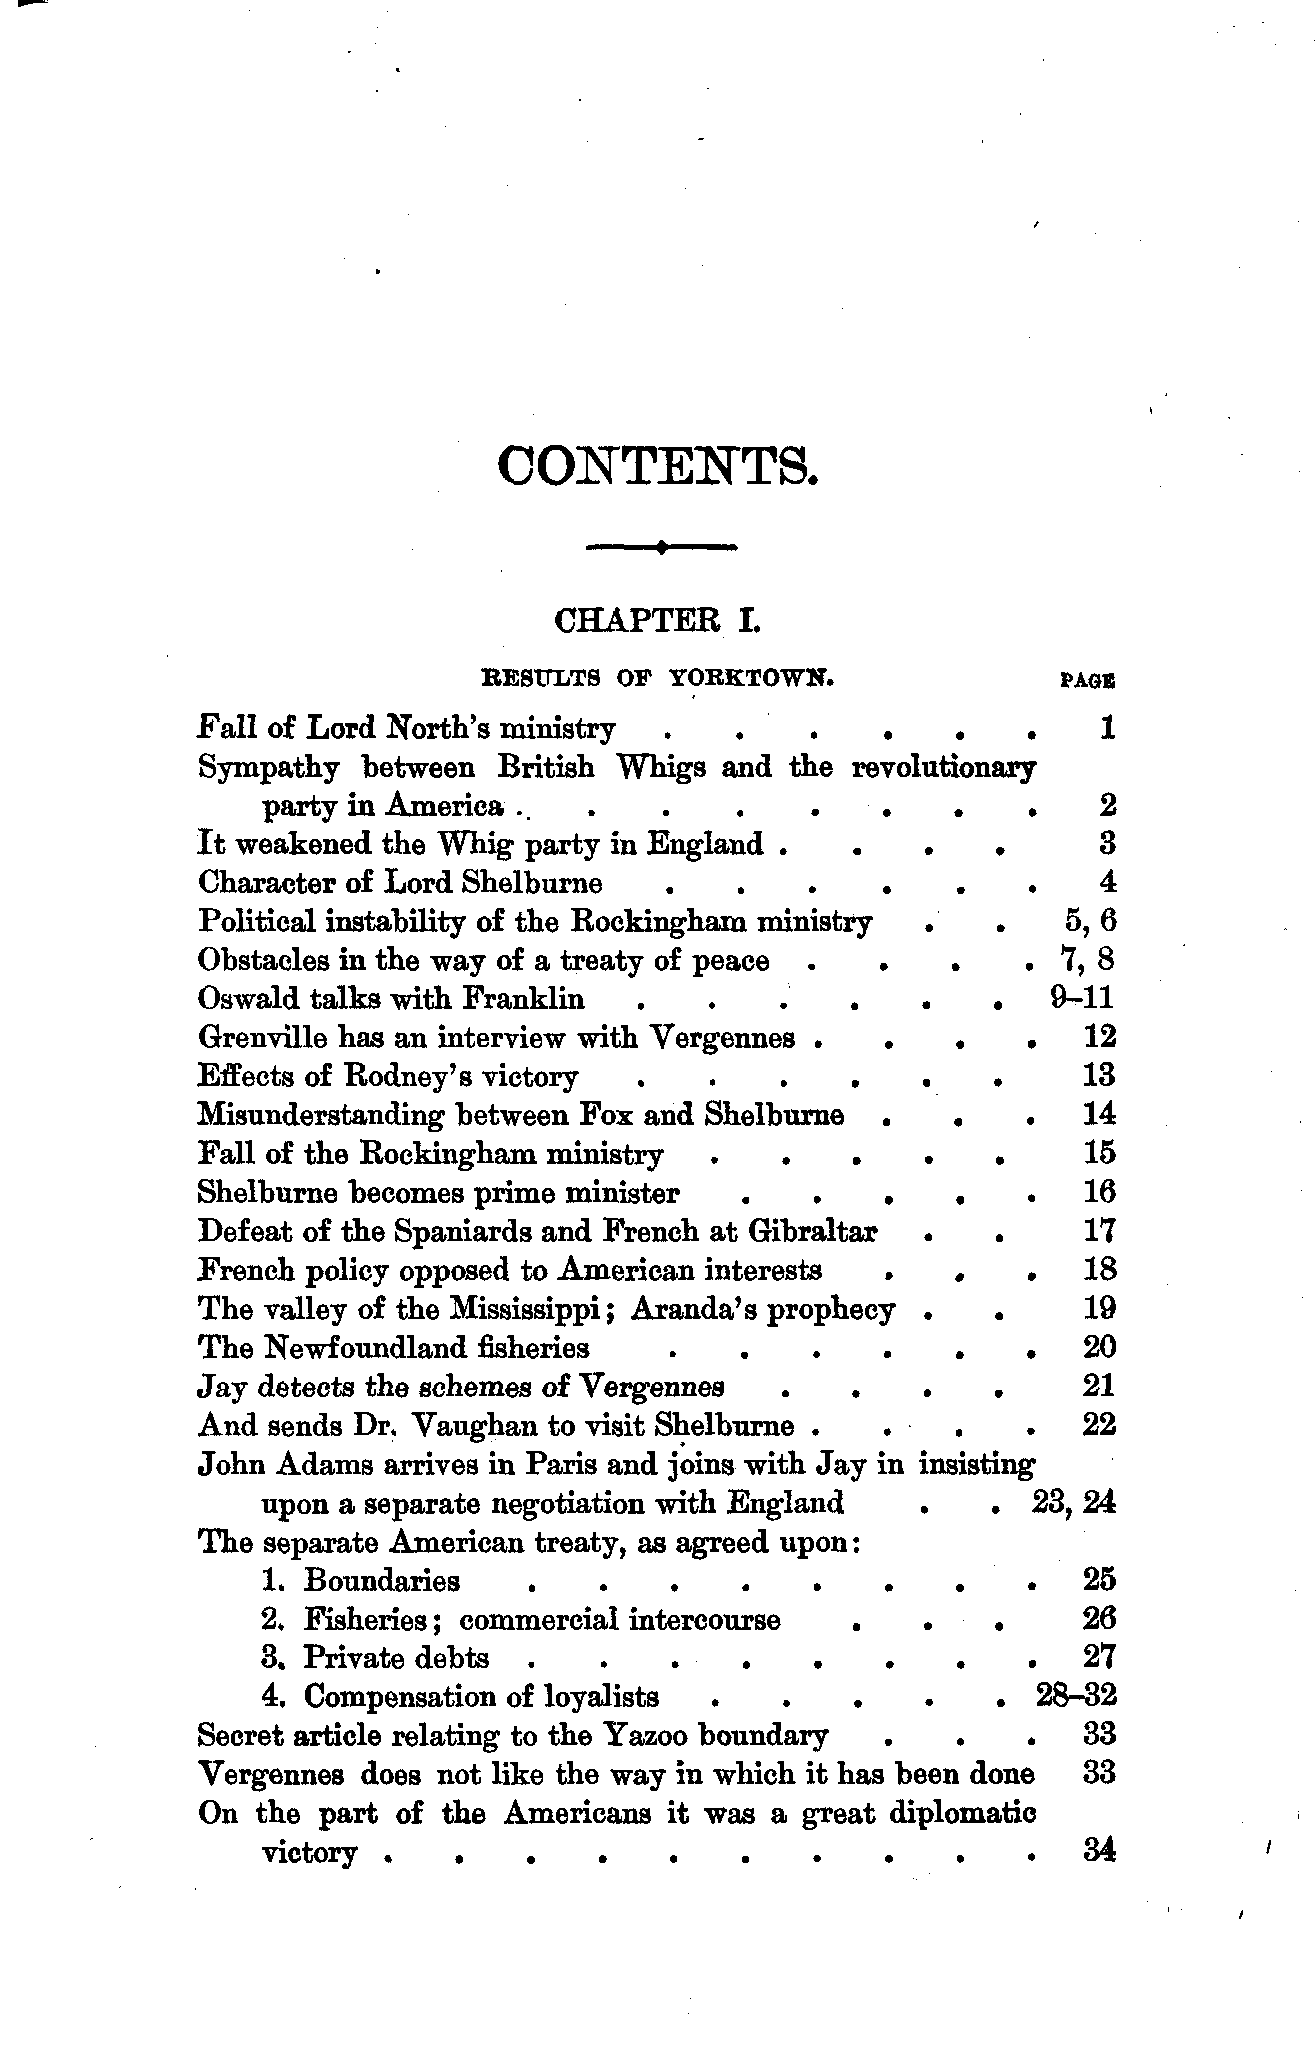 CONTENTS.
CHAPTER I.
RESULTS OF YORKTOWN. PAGE
Fall of Lord North's ministry . . . . . . 1
Sympathy between British Whigs and the revolutionary
party in America . . . . . . . . 2
It weakened the Whig party in England . . . . 3
Character of Lord Shelburne . . . . . . 4
Political instability of the Rockingham ministry . . 5, 6
Obstacles in the way of a treaty of peace . . . . 7, 8
Oswald talks with Franklin . . . . . . 9–11
Grenville has an interview with Vergennes . . . . 12
Effects of Rodney's victory . . . . . . 13
Misunderstanding between Fox and Shelburne . . . 14
Fall of the Rockingham ministry . . . . . 15
Shelburne becomes prime minister . . . . . 16
Defeat of the Spaniards and French at Gibraltar . . 17
French policy opposed to American interests . . . 18
The valley of the Mississippi; Aranda's prophecy . . 19
The Newfoundland fisheries . . . . . . 20
Jay detects the schemes of Vergennes . . . . 21
And sends Dr. Vaughan to visit Shelburne . . . . 22
John Adams arrives in Paris and joins with Jay in insisting
upon a separate negotiation with England . . 23, 24
The separate American treaty, as agreed upon:
1. Boundaries . . . . . . . . 25
2. Fisheries; commercial intercourse . . . 26
3. Private debts . . . . . . . . 27
4. Compensation of loyalists . . . . . 28–32
Secret article relating to the Yazoo boundary . . . 33
Vergennes does not like the way in which it has been done 33
On the part of the Americans it was a great diplomatic
victory . . . . . . . . . . 34